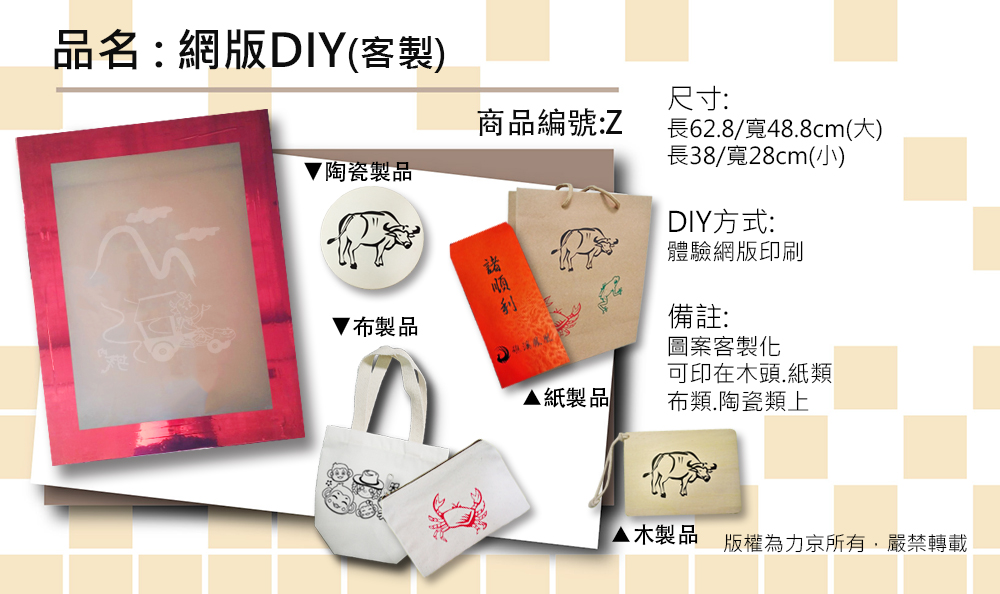 品名 : 網版DIY(客製)
商品編號:Z
尺寸:
長62.8/寬48.8cm(大)
長38/寬28cm(小)
DIY方式:
體驗網版印刷
備註:
圖案客製化
可印在木頭.紙類
布類.陶瓷類上
▼陶瓷製品
諸順利
▼布製品
▲紙製品
▲木製品
版權為力京所有，嚴禁轉載